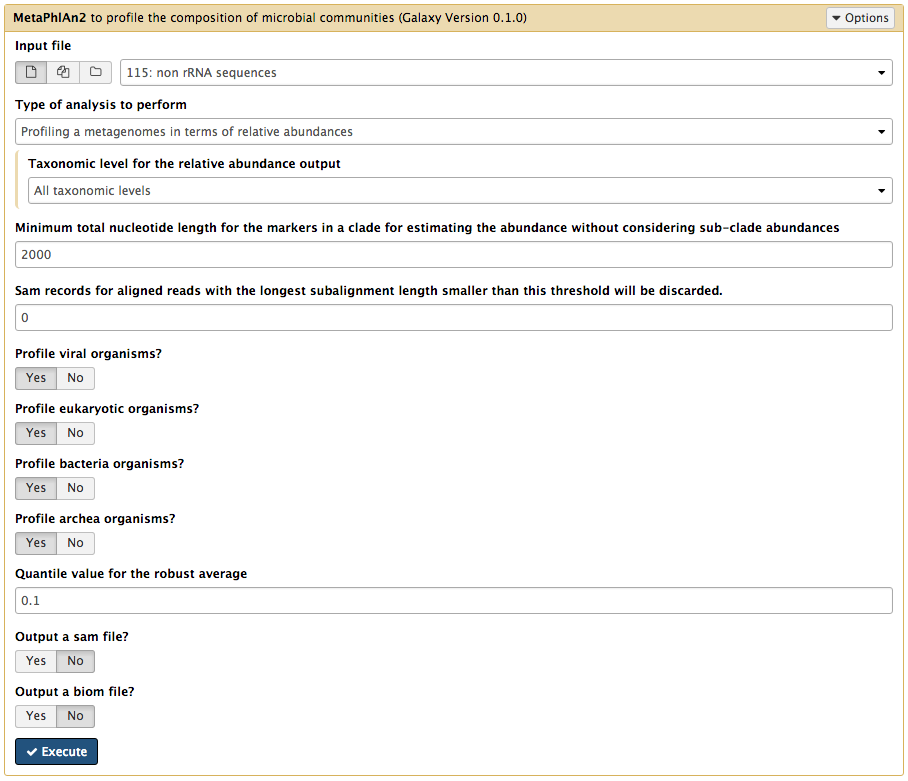 MetaPhlAn2 to profile the composition of microbial communities (Galaxy Version 0.1.0)
Options
Input file
115: non rRNA sequences
Type of analysis to perform
Profiling a metagenomes in terms of relative abundances
Taxonomic level for the relative abundance output
All taxonomic levels
Minimum total nucleotide length for the markers in a clade for estimating the abundance without considering sub-clade abundances
2000
Sam records for aligned reads with the longest subalignment length smaller than this threshold will be discarded.
0
Profile viral organisms?
Yes No
Profile eukaryotic organisms?
Yes No
Profile bacteria organisms?
Yes No
Profile archea organisms?
Yes No
Quantile value for the robust average
0.1
Output a sam file?
Yes No
Output a biom file?
Yes No
Execute